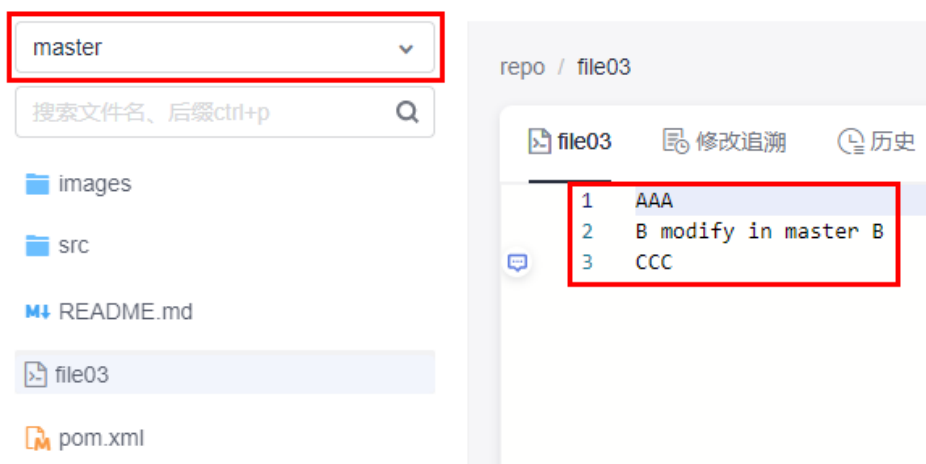 master
搜索文件名、后缀ctrl+p
images
src
README.md
file03
pom.xml
repo / file03
file03 修改追溯 历史
1 AAA
2 B modify in master B
3 CCC